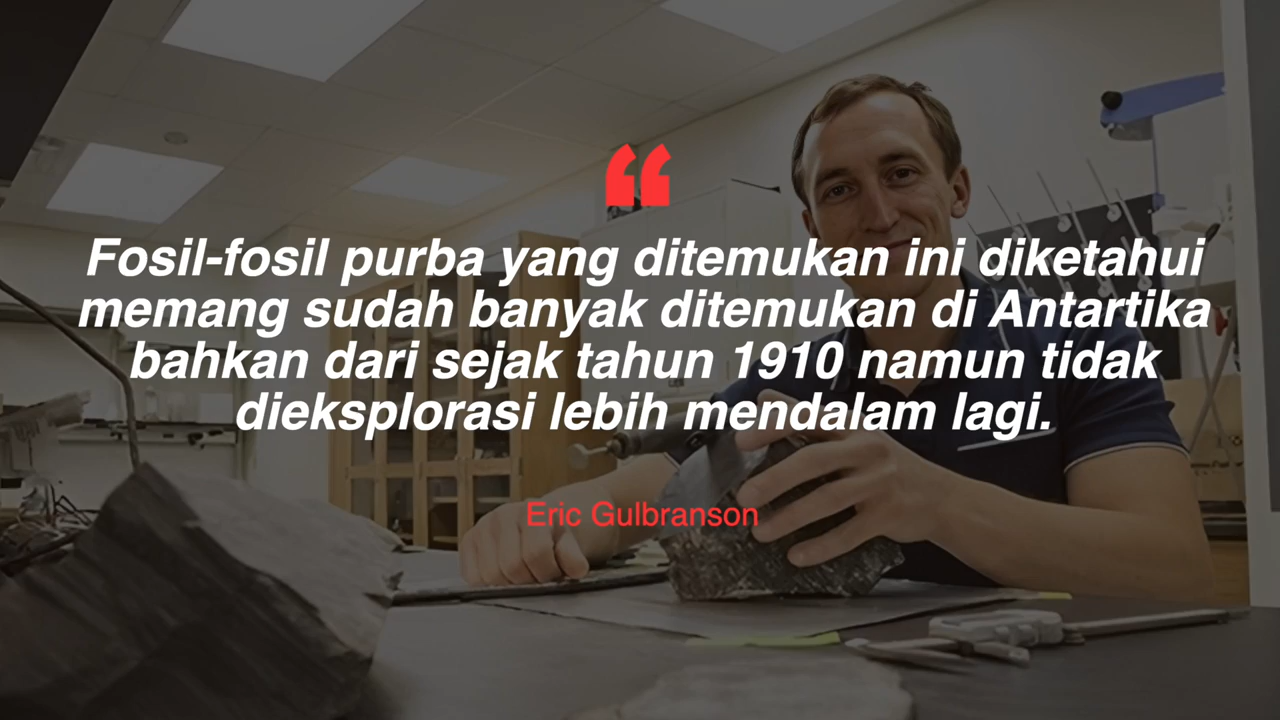 “
Fosil-fosil purba yang ditemukan ini diketahui
memang sudah banyak ditemukan di Antartika
bahkan dari sejak tahun 1910 namun tidak
dieksplorasi lebih mendalam lagi.
Eric Gulbranson